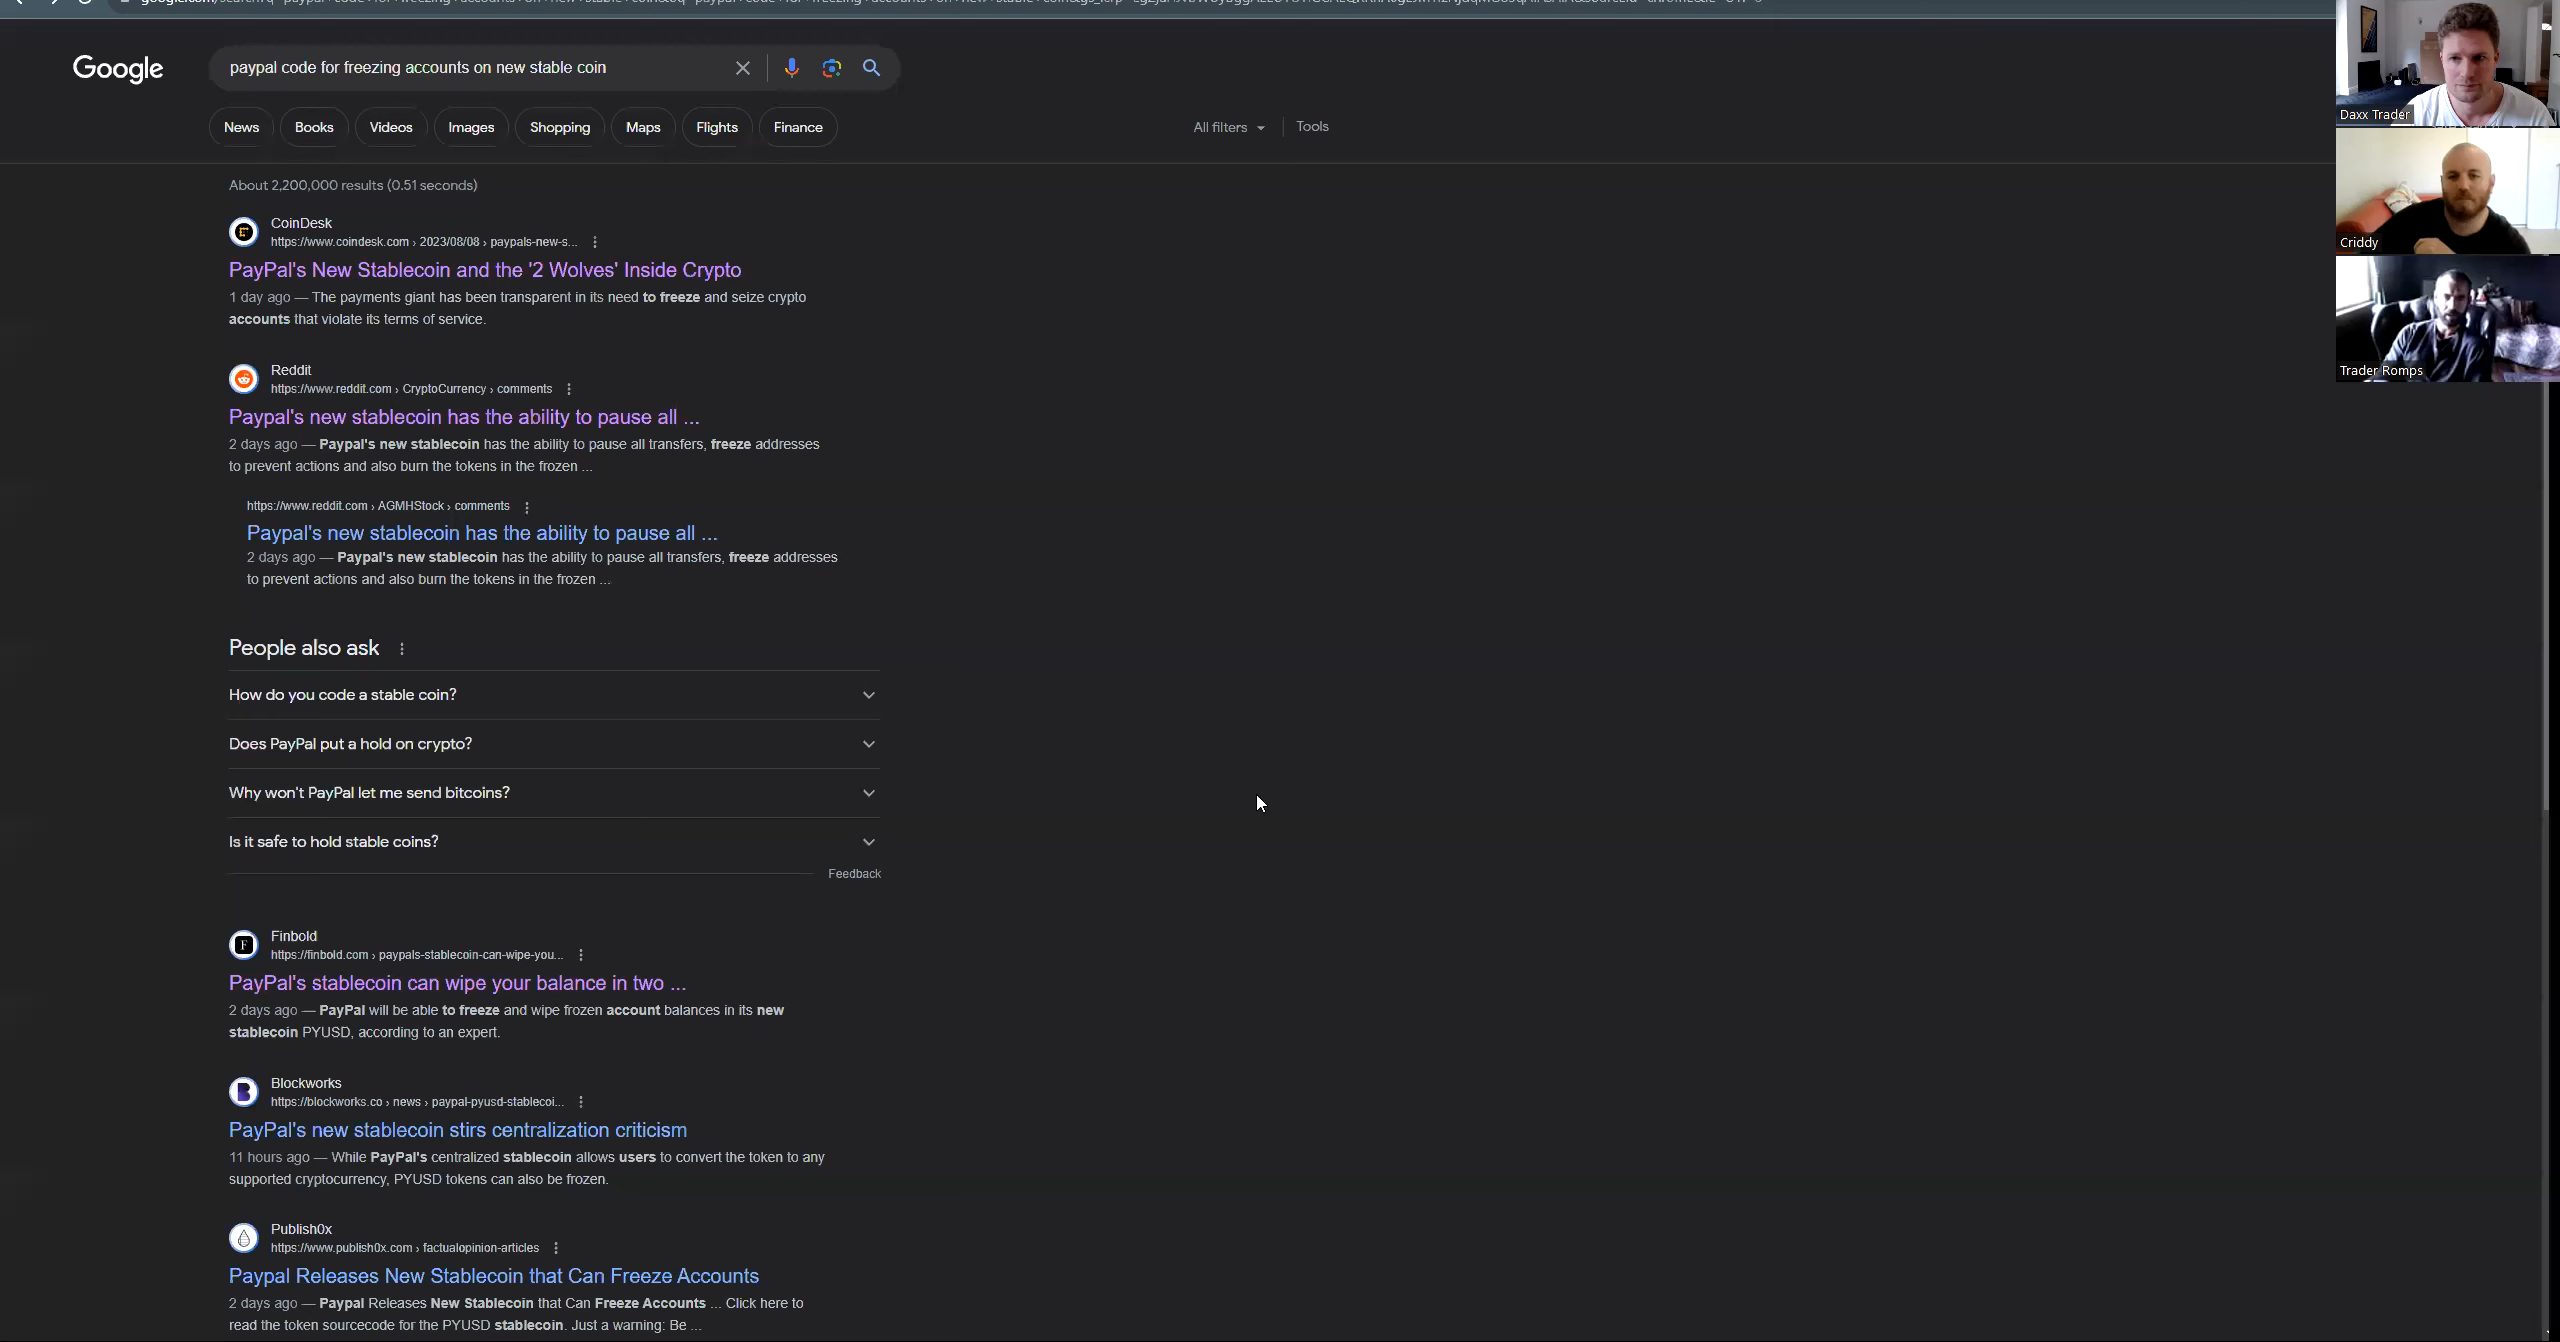 Google
paypal code for freezing accounts on new stable coin
News
Books
Videos
Images
Shopping
Maps
Flights
Finance
All filters
Tools
About 2,200,000 results (0.51 seconds)
CoinDesk
https://www.coindesk.com › 2023/08/08 › paypals-new-s...
PayPal's New Stablecoin and the '2 Wolves' Inside Crypto
1 day ago — The payments giant has been transparent in its need to freeze and seize crypto
accounts that violate its terms of service.
Reddit
https://www.reddit.com › CryptoCurrency › comments
Paypal's new stablecoin has the ability to pause all ...
2 days ago — Paypal's new stablecoin has the ability to pause all transfers, freeze addresses
to prevent actions and also burn the tokens in the frozen ...
https://www.reddit.com › AGMHStock › comments
Paypal's new stablecoin has the ability to pause all ...
2 days ago — Paypal's new stablecoin has the ability to pause all transfers, freeze addresses
to prevent actions and also burn the tokens in the frozen ...
People also ask
How do you code a stable coin?
Does PayPal put a hold on crypto?
Why won't PayPal let me send bitcoins?
Is it safe to hold stable coins?
Feedback
Finbold
https://finbold.com › paypals-stablecoin-can-wipe-you...
PayPal's stablecoin can wipe your balance in two ...
2 days ago — PayPal will be able to freeze and wipe frozen account balances in its new
stablecoin PYUSD, according to an expert.
Blockworks
https://blockworks.co › news › paypal-pyusd-stablecoi...
PayPal's new stablecoin stirs centralization criticism
11 hours ago — While PayPal's centralized stablecoin allows users to convert the token to any
supported cryptocurrency, PYUSD tokens can also be frozen.
Publish0x
https://www.publish0x.com › factualopinion-articles
Paypal Releases New Stablecoin that Can Freeze Accounts
2 days ago — Paypal Releases New Stablecoin that Can Freeze Accounts ... Click here to
read the token sourcecode for the PYUSD stablecoin. Just a warning: Be ...
Daxx Trader
Criddy
Trader Romps